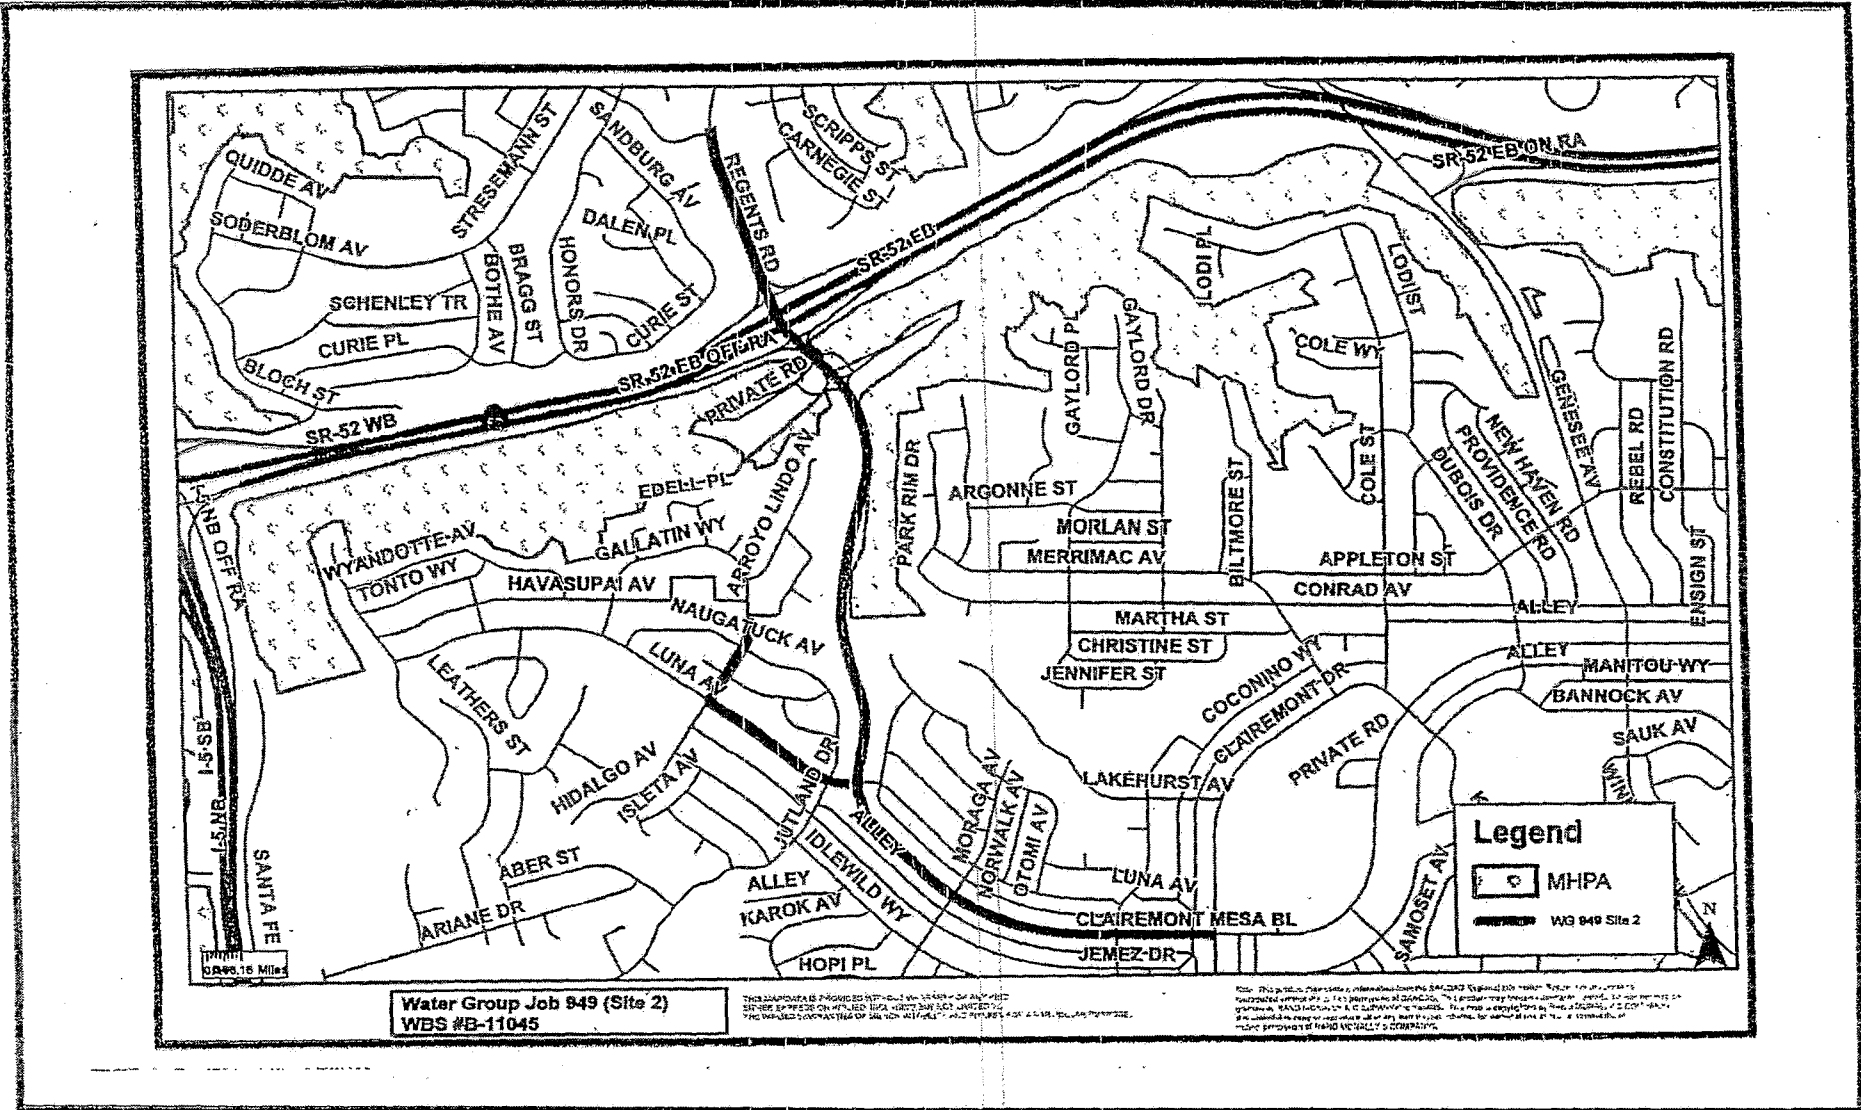 SCRIPPS ST
CARNEGIE ST
SANDBURG AV
STRESEMANN ST
REGENTS RD
SR-52 EB ON RA
QUIDDE AV
SODERBLOM AV
DALEN PL
BOTHE AV
BRAGG ST
HONORS DR
SR-52 EB
LODI PL
LODI ST
SCHENLEY TR
CURIE PL
CURIE ST
BLOCH ST
SR-52 EB OFF RA
PRIVATE RD
SR-52 WB
GAYLORD PL
GAYLORD DR
COLE WY
COLE ST
GENESEE AV
REBEL RD
CONSTITUTION RD
NEW HAVEN RD
PROVIDENCE RD
DUBOIS DR
PARK RIM DR
ARGONNE ST
BILTMORE ST
EDELL PL
ARROYO LINDO AV
NB OFF RA
WYANDOTTE AV
GALLATIN WY
MORLAN ST
MERRIMAC AV
APPLETON ST
ENSIGN ST
TONTO WY
HAVASUPAI AV
CONRAD AV
ALLEY
NAUGATUCK AV
MARTHA ST
CHRISTINE ST
JENNIFER ST
LUNA AV
LEATHERS ST
COCONINO WY
CLAIREMONT DR
ALLEY
MANITOU WY
BANNOCK AV
SAUK AV
PRIVATE RD
I-5 SB
I-5 NB
HIDALGO AV
ISLETA AV
JUTLAND DR
LAKEHURST AV
MORAGA AV
NORWALK AV
OTOMI AV
ALLEY
IDLEWILD WY
SANTA FE
ABER ST
ARIANE DR
ALLEY
KAROK AV
HOPI PL
LUNA AV
CLAIREMONT MESA BL
JEMEZ DR
SAMOSET AV
Legend
MHPA
WG 949 Site 2
N
Water Group Job 949 (Site 2)
WBS #B-11045